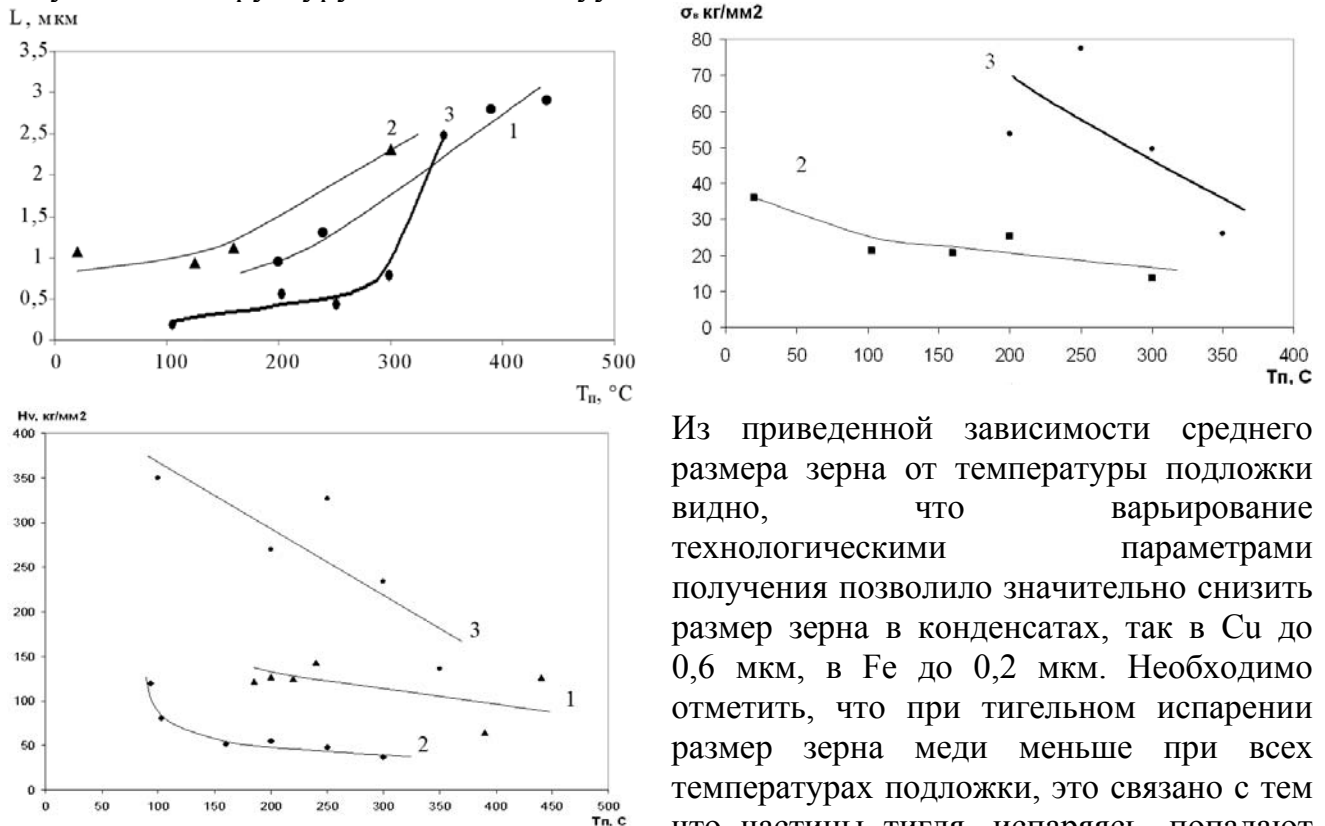 L, мкм
3,5
3
2,5
2
1,5
1
0,5
0
0 100 200 300 400 500
2 3 1
Tп, °C
σв кг/мм2
80
70
60
50
40
30
20
10
0
0 50 100 150 200 250 300 350 400
3
2
Tп, С
Hv, кг/мм2
400
350
300
250
200
150
100
50
0
0 50 100 150 200 250 300 350 400 450 500
3
1
2
Tп, С
Из приведенной зависимости среднего
размера зерна от температуры подложки
видно, что варьирование
технологическими параметрами
получения позволило значительно снизить
размер зерна в конденсатах, так в Cu до
0,6 мкм, в Fe до 0,2 мкм. Необходимо
отметить, что при тигельном испарении
размер зерна меди меньше при всех
температурах подложки, это связано с тем
что частицы тигля, испаряясь, попадают